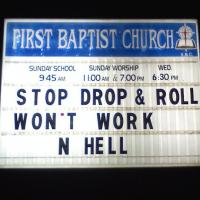 FIRST BAPTIST CHURCH
SUNDAY SCHOOL SUNDAY WORSHIP WED.
9:45 AM 11:00 AM & 7:00 PM 6:30 PM
STOP DROP & ROLL
WON'T WORK
N HELL